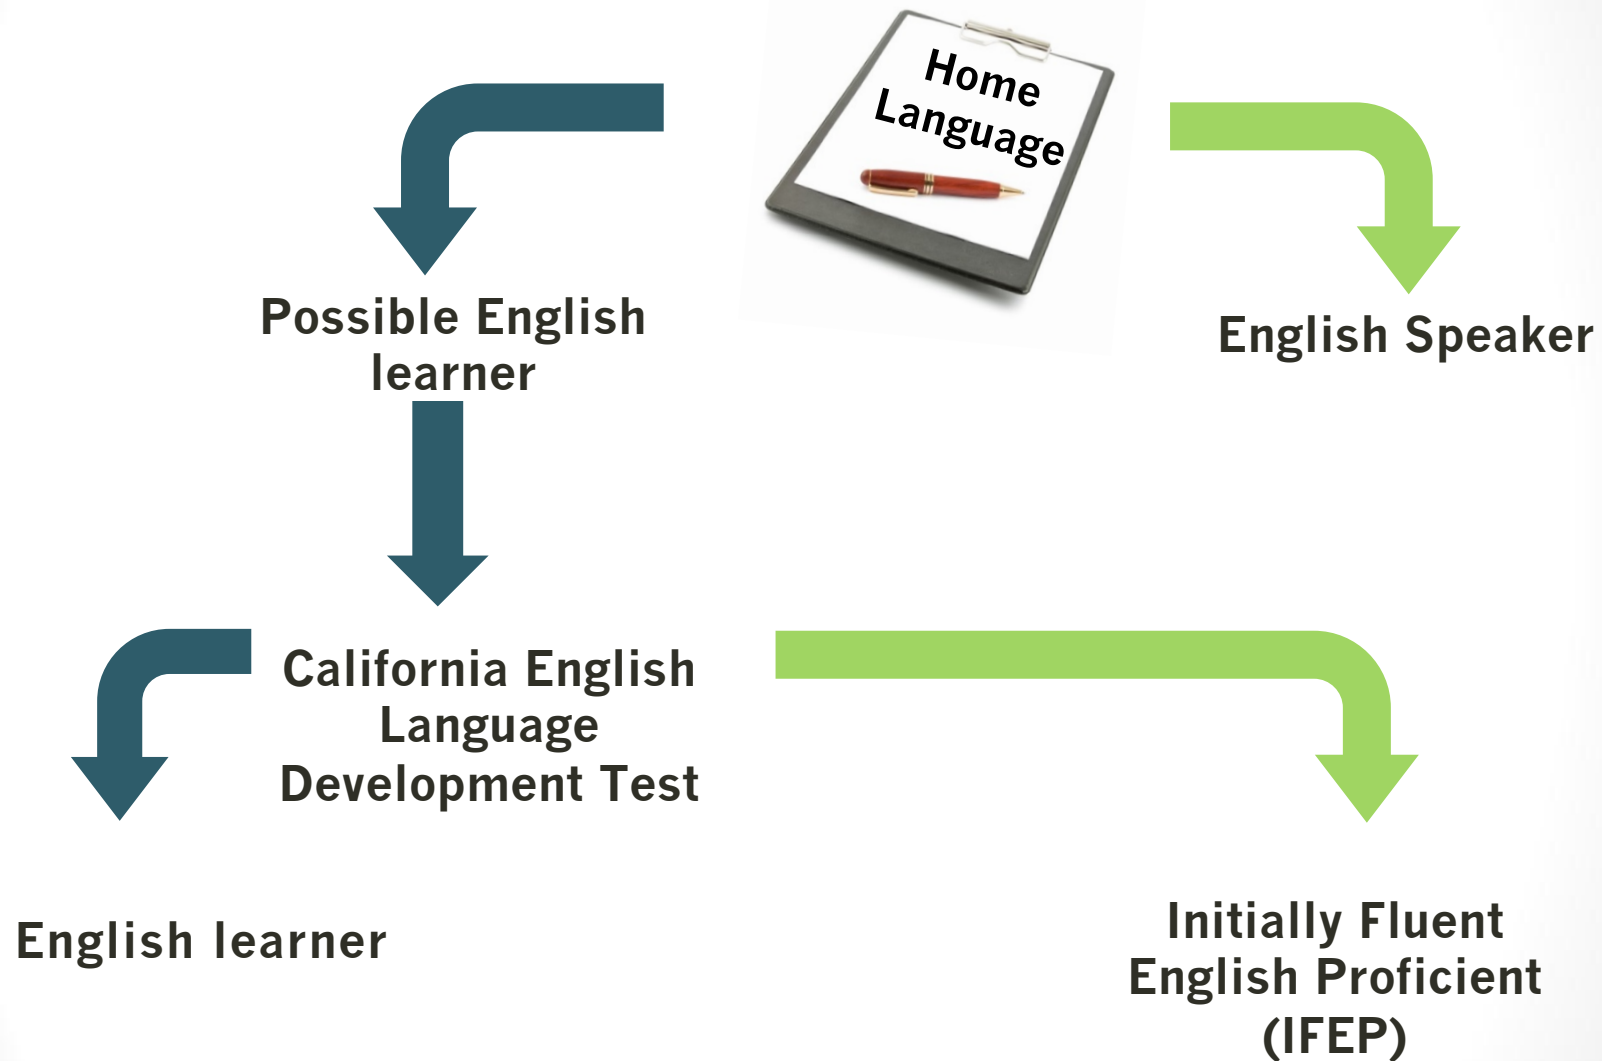 Home
Language
Possible English
learner
English Speaker
California English
Language
Development Test
English learner
Initially Fluent
English Proficient
(IFEP)